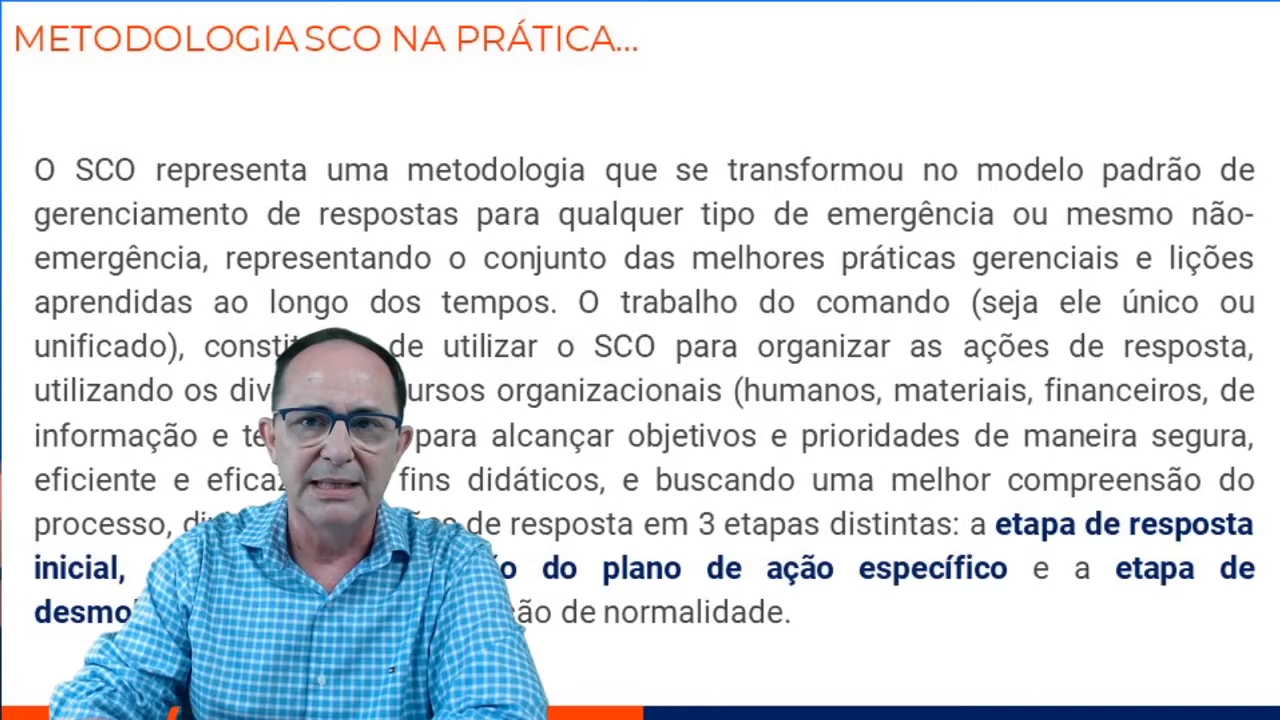 METODOLOGIA SCO NA PRÁTICA...
O SCO representa uma metodologia que se transformou no modelo padrão de
gerenciamento de respostas para qualquer tipo de emergência ou mesmo não-
emergência, representando o conjunto das melhores práticas gerenciais e lições
aprendidas ao longo dos tempos. O trabalho do comando (seja ele único ou
unificado), de utilizar o SCO para organizar as ações de resposta,
utilizando os organizacionais (humanos, materiais, financeiros, de
informação e para alcançar objetivos e prioridades de maneira segura,
eficiente e fins didáticos, e buscando uma melhor compreensão do
processo, de resposta em 3 etapas distintas: a etapa de resposta
inicial, do plano de ação específico e a etapa de
de normalidade.